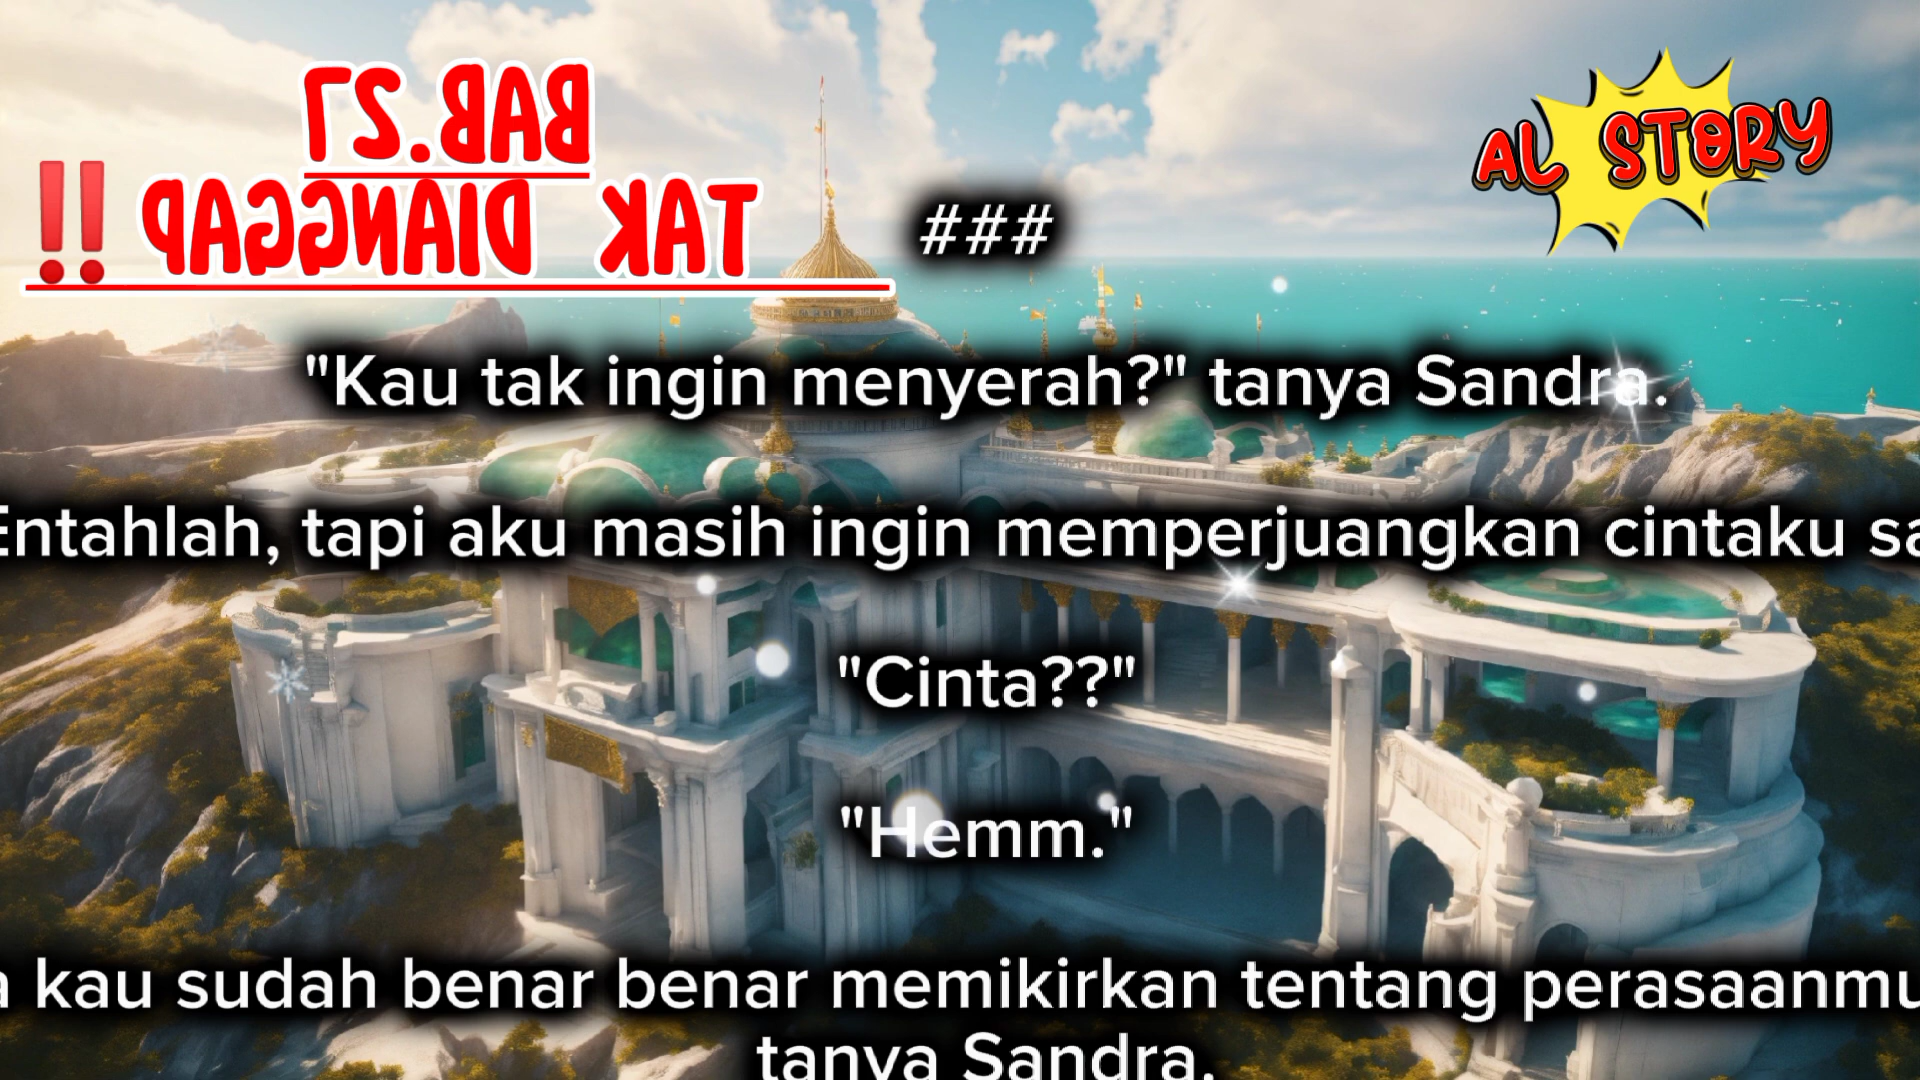 BAB.27
TAK DIANGGAP‼
AL STORY
###
"Kau tak ingin menyerah?" tanya Sandra.
Entahlah, tapi aku masih ingin memperjuangkan cintaku
"Cinta??"
"Hemm."
kau sudah benar benar memikirkan tentang perasaanmu
tanya Sandra.